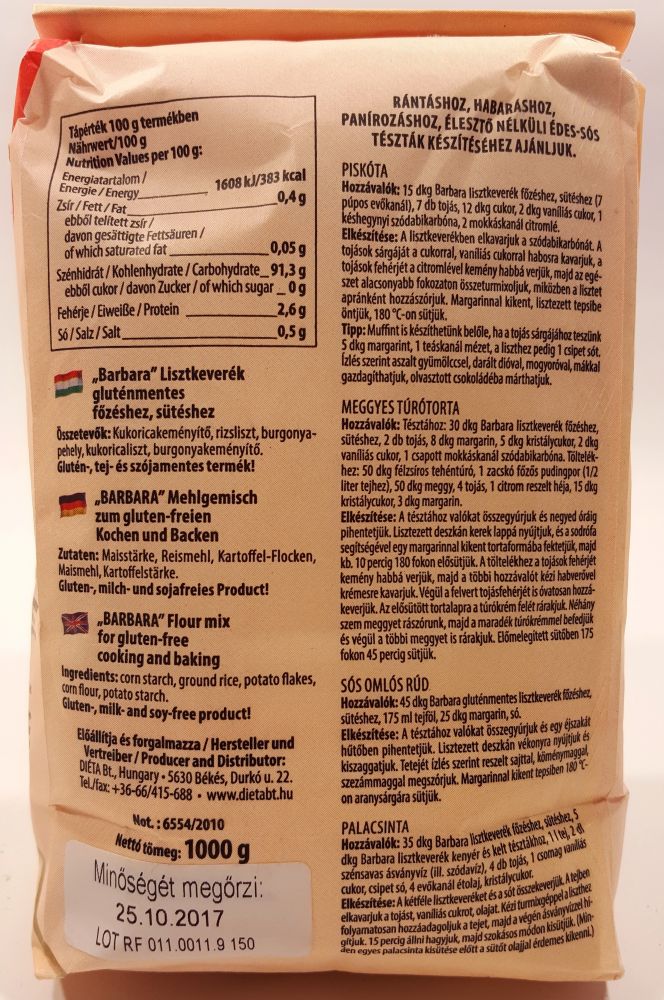 Tápérték 100 g termékben
Nährwert/100 g
Nutrition Values per 100 g:
Energiatartalom /
Energie / Energy 1608 kJ/383 kcal
Zsír / Fett / Fat 0,4 g
ebből telített zsír /
davon gesättigte Fettsäuren /
of which saturated fat 0,05 g
Szénhidrát / Kohlenhydrate / Carbohydrate 91,3 g
ebből cukor / davon Zucker / of which sugar 0 g
Fehérje / Eiweiße / Protein 2,6 g
Só / Salz / Salt 0,5 g
„Barbara” Lisztkeverék
gluténmentes
főzéshez, sütéshez
Összetevők: Kukoricakeményítő, rizsliszt, burgonya-
pehely, kukoricaliszt, burgonyakeményítő.
Glutén-, tej- és szójamentes termék!
„BARBARA” Mehlgemisch
zum gluten-freien
Kochen und Backen
Zutaten: Maisstärke, Reismehl, Kartoffel-Flocken,
Maismehl, Kartoffelstärke.
Gluten-, milch- und sojafreies Product!
„BARBARA” Flour mix
for gluten-free
cooking and baking
Ingredients: corn starch, ground rice, potato flakes,
corn flour, potato starch.
Gluten-, milk- and soy-free product!
Előállítja és forgalmazza / Hersteller und
Vertreiber / Producer and Distributor:
DIÉTA Bt., Hungary • 5630 Békés, Durkó u. 22.
Tel./fax: +36-66/415-688 • www.dietabt.hu
Not. : 6554/2010
Nettó tömeg: 1000 g
Minőségét megőrzi:
25.10.2017
LOT RF 011.0011.9 150
RÁNTÁSHOZ, HABARÁSHOZ,
PANÍROZÁSHOZ, ÉLESZTŐ NÉLKÜLI ÉDES-SÓS
TÉSZTÁK KÉSZÍTÉSÉHEZ AJÁNLJUK.
PISKÓTA
Hozzávalók: 15 dkg Barbara lisztkeverék főzéshez, sütéshez (7
púpos evőkanál), 7 db tojás, 12 dkg cukor, 2 dkg vaníliás cukor, 1
késhegynyi szódabikarbóna, 2 mokkáskanál citromlé.
Elkészítése: A lisztkeverékben elkavarjuk a szódabikarbónát. A
tojások sárgáját a cukorral, vaníliás cukorral habosra kavarjuk, a
tojások fehérjét a citromlével kemény habbá verjük, majd az egé-
szet alacsonyabb fokozaton összeturmixoljuk, miközben a lisztet
apránként hozzászórjuk. Margarinnal kikent, lisztezett tepsibe
öntjük, 180 °C-on sütjük.
Tipp: Muffint is készíthetünk belőle, ha a tojás sárgájához teszünk
5 dkg margarint, 1 teáskanál mézet, a liszthez pedig 1 csipet sót.
Ízlés szerint aszalt gyümölccsel, darált dióval, mogyoróval, mákkal
gazdagíthatjuk, olvasztott csokoládéba márthatjuk.
MEGGYES TÚRÓTORTA
Hozzávalók: Tésztához: 30 dkg Barbara lisztkeverék főzéshez,
sütéshez, 2 db tojás, 8 dkg margarin, 5 dkg kristálycukor, 2 dkg
vaníliás cukor, 1 csapott mokkáskanál szódabikarbóna. Töltelék-
hez: 50 dkg félzsíros tehéntúró, 1 zacskó főzős pudingpor (1/2
liter tejhez), 50 dkg meggy, 4 tojás, 1 citrom reszelt héja, 15 dkg
kristálycukor, 3 dkg margarin.
Elkészítése: A tésztához valókat összegyúrjuk és negyed óráig
pihentetjük. Lisztezett deszkán kerek lappá nyújtjuk, és a sodrófa
segítségével egy margarinnal kikent tortaformába fektetjük, majd
kb. 10 percig 180 fokon elősütjük. A töltelékhez a tojások fehérjét
kemény habbá verjük, majd a többi hozzávalót kézi habverővel
krémesre kavarjuk. Végül a felvert tojásfehérjét is óvatosan hozzá-
keverjük. Az elősütött tortalapra a túrókrém felét rárakjuk. Néhány
szem meggyet rászórunk, majd a maradék túrókrémmel befedjük
és végül a többi meggyet is rárakjuk. Előmelegített sütőben 175
fokon 45 percig sütjük.
SÓS OMLÓS RÚD
Hozzávalók: 45 dkg Barbara gluténmentes lisztkeverék főzéshez,
sütéshez, 175 ml tejföl, 25 dkg margarin, só.
Elkészítése: A tésztához valókat összegyúrjuk és egy éjszakát
hűtőben pihentetjük. Lisztezett deszkán vékonyra nyújtjuk és
kiszaggatjuk. Tetejét ízlés szerint reszelt sajttal, köménymaggal,
szezámmaggal megszórjuk. Margarinnal kikent tepsiben 180 °C-
on aranysárgára sütjük.
PALACSINTA
Hozzávalók: 35 dkg Barbara lisztkeverék főzéshez, sütéshez, 5
dkg Barbara lisztkeverék kenyér és kelt tésztákhoz, 1 l tej, 2 dl
szénsavas ásványvíz (ill. szódavíz), 4 db tojás, 1 csomag vaníliás
cukor, csipet só, 4 evőkanál étolaj, kristálycukor.
Elkészítése: A kétféle lisztkeveréket és a sót összekeverjük. A tejben
elkavarjuk a tojást, vaníliás cukrot, olajat. Kézi turmixgéppel a liszthez
folyamatosan hozzáadagoljuk a tejet, majd a végén ásványvízzel hí-
gítjuk. 15 percig állni hagyjuk, majd szokásos módon kisütjük. (Min-
den egyes palacsinta kisütése előtt a sütőt olajjal érdemes kikenni.)